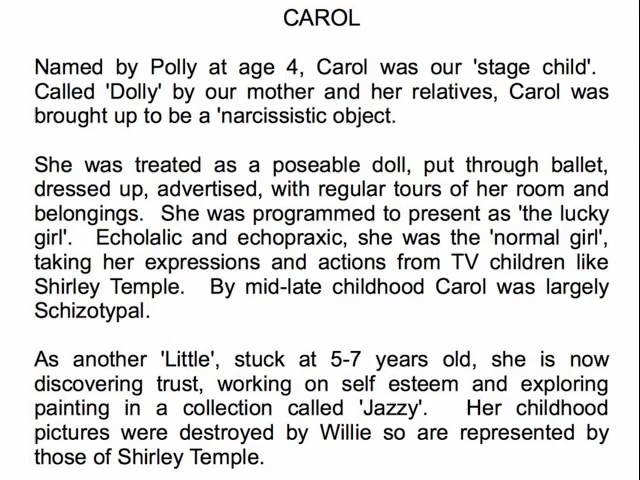 CAROL
Named by Polly at age 4, Carol was our 'stage child'.
Called 'Dolly' by our mother and her relatives, Carol was
brought up to be a 'narcissistic object.
She was treated as a poseable doll, put through ballet,
dressed up, advertised, with regular tours of her room and
belongings. She was programmed to present as 'the lucky
girl'. Echolalic and echopraxic, she was the 'normal girl',
taking her expressions and actions from TV children like
Shirley Temple. By mid-late childhood Carol was largely
Schizotypal.
As another 'Little', stuck at 5-7 years old, she is now
discovering trust, working on self esteem and exploring
painting in a collection called 'Jazzy'. Her childhood
pictures were destroyed by Willie so are represented by
those of Shirley Temple.